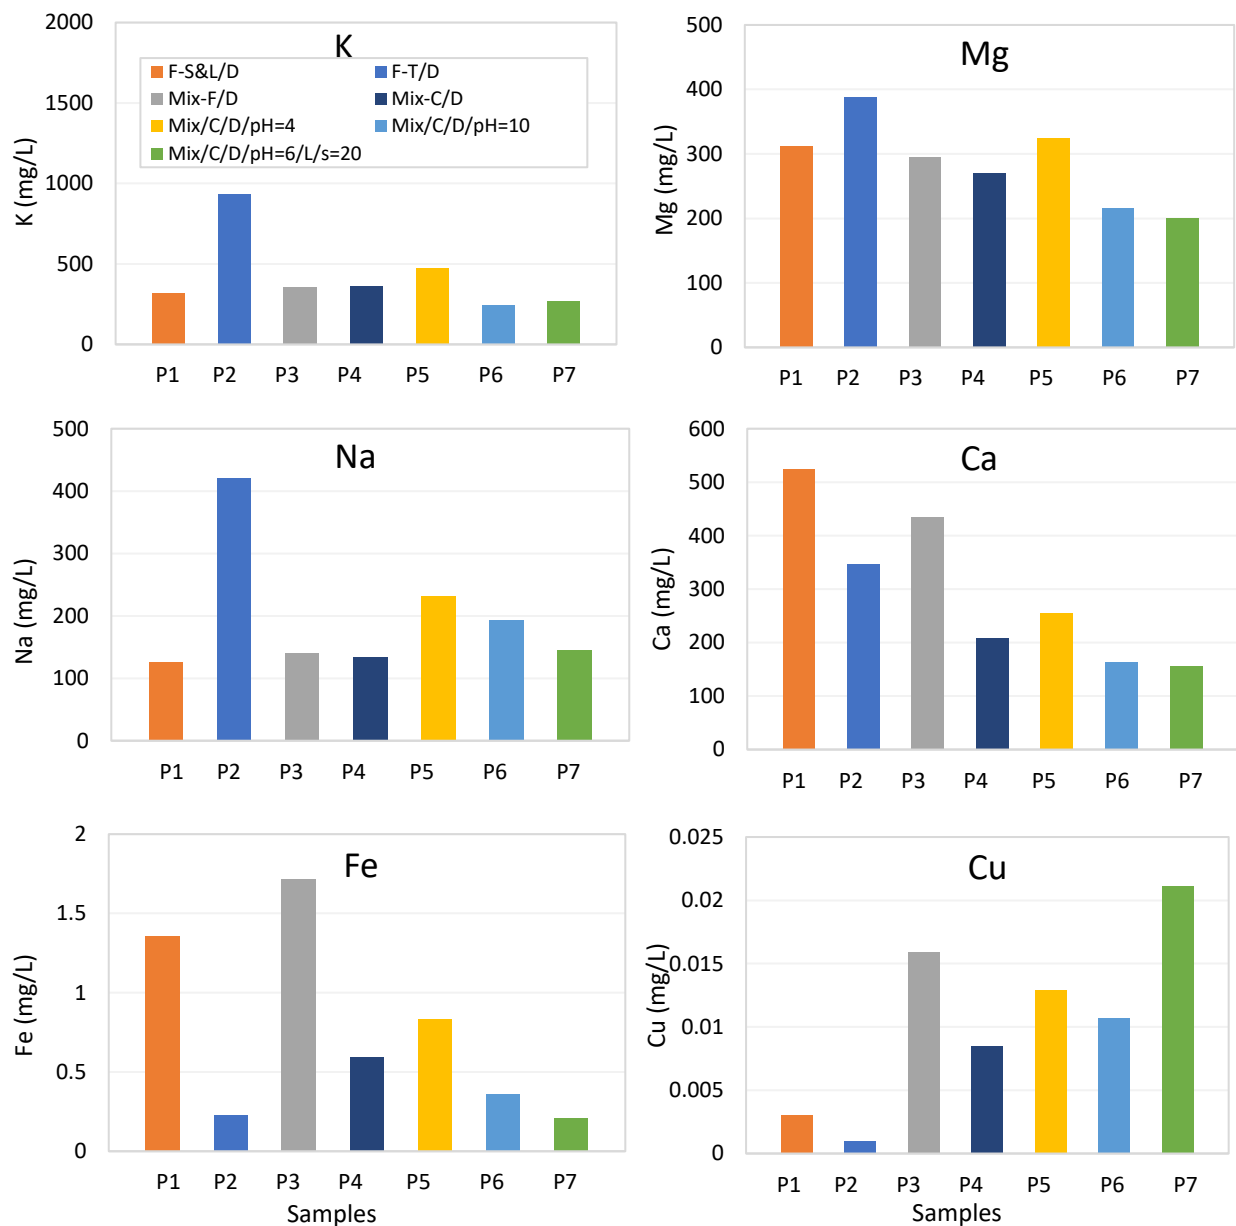 K
2000
1500
1000
500
0
K (mg/L)
F-S&L/D
F-T/D
Mix-F/D
Mix-C/D
Mix/C/D/pH=4
Mix/C/D/pH=10
Mix/C/D/pH=6/L/s=20
P1 P2 P3 P4 P5 P6 P7
Mg
500
400
300
200
100
0
Mg (mg/L)
P1 P2 P3 P4 P5 P6 P7
Na
500
400
300
200
100
0
Na (mg/L)
P1 P2 P3 P4 P5 P6 P7
Ca
600
500
400
300
200
100
0
Ca (mg/L)
P1 P2 P3 P4 P5 P6 P7
Fe
2
1.5
1
0.5
0
Fe (mg/L)
P1 P2 P3 P4 P5 P6 P7
Samples
Cu
0.025
0.02
0.015
0.01
0.005
0
Cu (mg/L)
P1 P2 P3 P4 P5 P6 P7
Samples